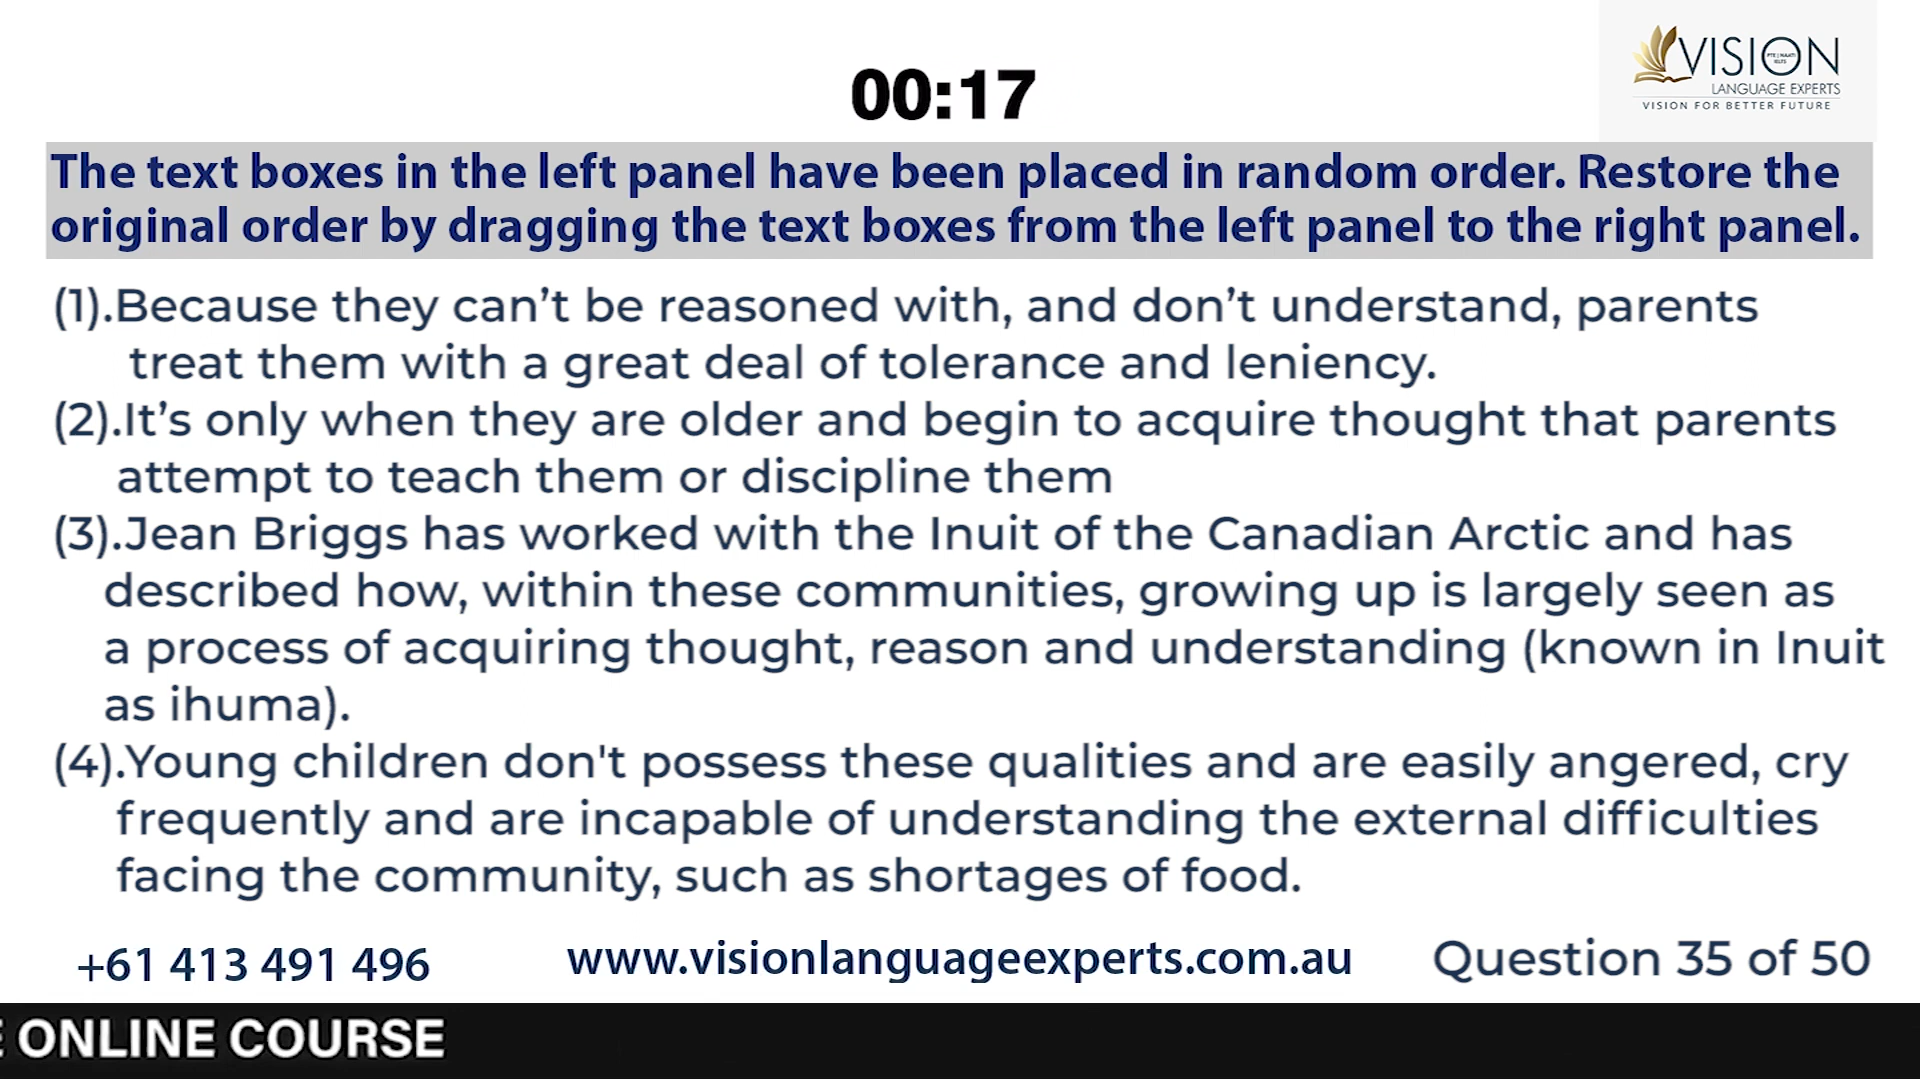 VISION
PTE | NAATI
IELTS
LANGUAGE EXPERTS
VISION FOR BETTER FUTURE
00:17
The text boxes in the left panel have been placed in random order. Restore the
original order by dragging the text boxes from the left panel to the right panel.
(1).Because they can’t be reasoned with, and don’t understand, parents
treat them with a great deal of tolerance and leniency.
(2).It’s only when they are older and begin to acquire thought that parents
attempt to teach them or discipline them
(3).Jean Briggs has worked with the Inuit of the Canadian Arctic and has
described how, within these communities, growing up is largely seen as
a process of acquiring thought, reason and understanding (known in Inuit
as ihuma).
(4).Young children don't possess these qualities and are easily angered, cry
frequently and are incapable of understanding the external difficulties
facing the community, such as shortages of food.
+61 413 491 496 www.visionlanguageexperts.com.au Question 35 of 50
E ONLINE COURSE